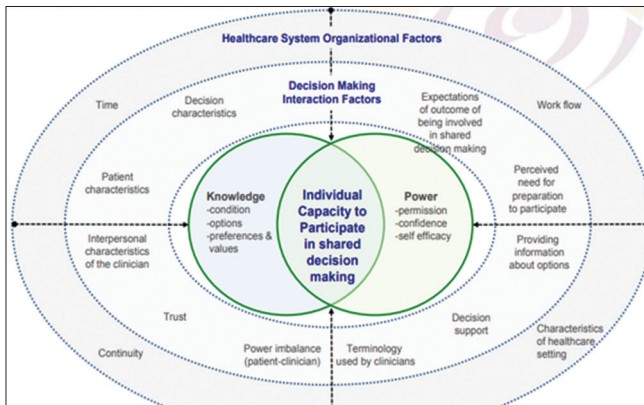 Healthcare System Organizational Factors
Time
Decision
characteristics
Decision Making
Interaction Factors
Expectations
of outcome of
being involved
in shared
decision making
Work flow
Patient
characteristics
Knowledge
-condition
-options
-preferences &
values
Individual
Capacity to
Participate
in shared
decision
making
Power
-permission
-confidence
-self efficacy
Perceived
need for
preparation
to participate
Interpersonal
characteristics
of the clinician
Providing
information
about options
Trust
Decision
support
Continuity
Power imbalance
(patient-clinician)
Terminology
used by clinicians
Characteristics
of healthcare
setting